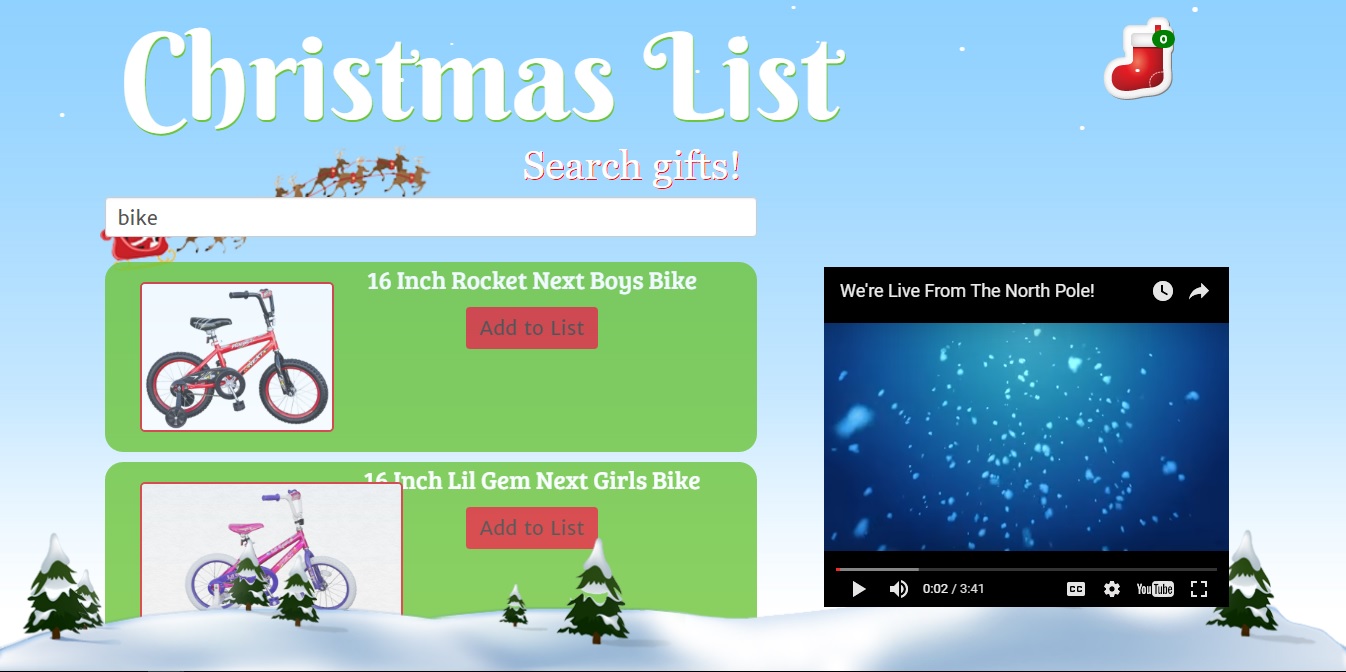 Christmas List
0
Search gifts!
bike
16 Inch Rocket Next Boys Bike
Add to List
We're Live From The North Pole!
16 Inch Lil Gem Next Girls Bike
Add to List
0:02 / 3:41
CC
YouTube